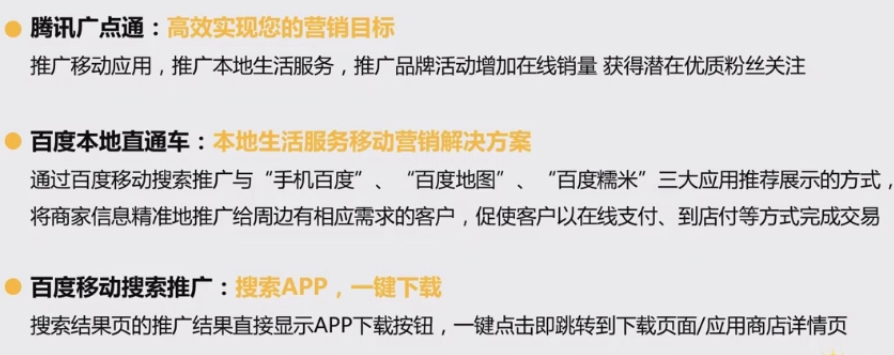 腾讯广点通：高效实现您的营销目标
推广移动应用，推广本地生活服务，推广品牌活动增加在线销量 获得潜在优质粉丝关注
百度本地直通车：本地生活服务移动营销解决方案
通过百度移动搜索推广与“手机百度”、“百度地图”、“百度糯米”三大应用推荐展示的方式，
将商家信息精准地推广给周边有相应需求的客户，促使客户以在线支付、到店付等方式完成交易
百度移动搜索推广：搜索APP，一键下载
搜索结果页的推广结果直接显示APP下载按钮，一键点击即跳转到下载页面/应用商店详情页